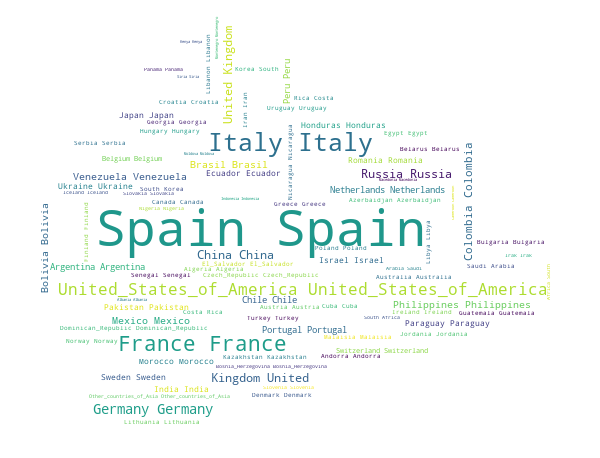 Kenya Kenya
Panama Panama
Syria Syria
Lebanon Lebanon
United Kingdom
Korea South
Peru Peru
Iran Iran
Rica Costa
Uruguay Uruguay
Croatia Croatia
Japan Japan
Georgia Georgia
Hungary Hungary
Honduras Honduras
Egypt Egypt
Serbia Serbia
Italy Italy
Nicaragua Nicaragua
Belarus Belarus
Belgium Belgium
Moldova Moldova
Brasil Brasil
Romania Romania
Colombia Colombia
Venezuela Venezuela
Ecuador Ecuador
Russia Russia
Macedonia Macedonia
Ukraine Ukraine
Iceland Iceland
South Korea
Slovakia Slovakia
Netherlands Netherlands
Indonesia Indonesia
Canada Canada
Greece Greece
Azerbaidjan Azerbaidjan
Nigeria Nigeria
Bolivia Bolivia
Finland Finland
Spain Spain
Libya Libya
Bulgaria Bulgaria
Poland Poland
China China
Israel Israel
Irak Irak
El_Salvador El_Salvador
Argentina Argentina
Algeria Algeria
Arabia Saudi
Saudi Arabia
Senegal Senegal
Czech_Republic Czech_Republic
Australia Australia
United_States_of_America United_States_of_America
Albania Albania
Chile Chile
Pakistan Pakistan
Austria Austria
Cuba Cuba
Philippines Philippines
Costa Rica
Ireland Ireland
Guatemala Guatemala
Mexico Mexico
Turkey Turkey
South Africa
Paraguay Paraguay
Dominican_Republic Dominican_Republic
Portugal Portugal
Jordania Jordania
Norway Norway
France France
Switzerland Switzerland
Andorra Andorra
Morocco Morocco
Kazakhstan Kazakhstan
Bosnia_Herzegovina Bosnia_Herzegovina
Sweden Sweden
Kingdom United
India India
Other_countries_of_Asia Other_countries_of_Asia
Denmark Denmark
Germany Germany
Lithuania Lithuania